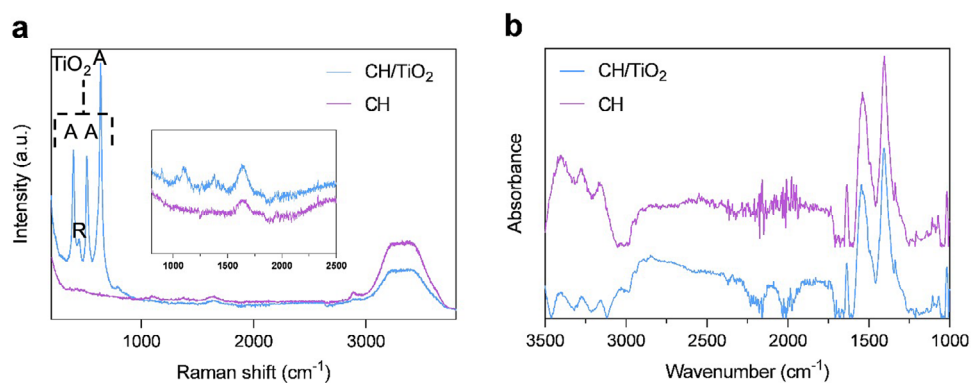 a
TiO2
A
A A
R
CH/TiO2
CH
1000 1500 2000 2500
Intensity (a.u.)
1000 2000 3000
Raman shift (cm-1)
b
CH/TiO2
CH
Absorbance
3500 3000 2500 2000 1500 1000
Wavenumber (cm-1)